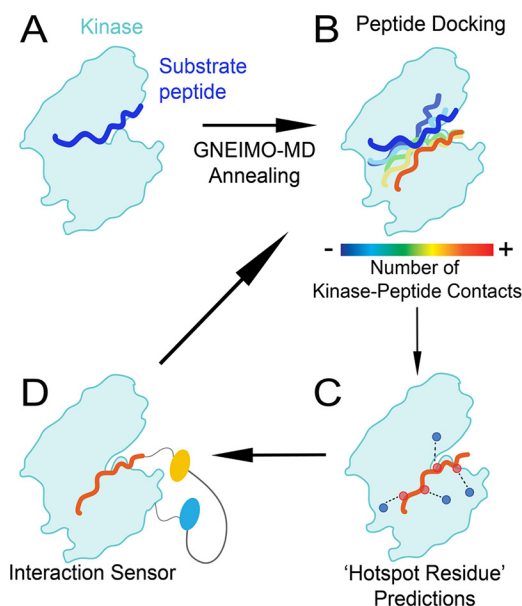 A
Kinase
Substrate
peptide
GNEIMO-MD
Annealing
B
Peptide Docking
- +
Number of
Kinase-Peptide Contacts
C
'Hotspot Residue'
Predictions
D
Interaction Sensor